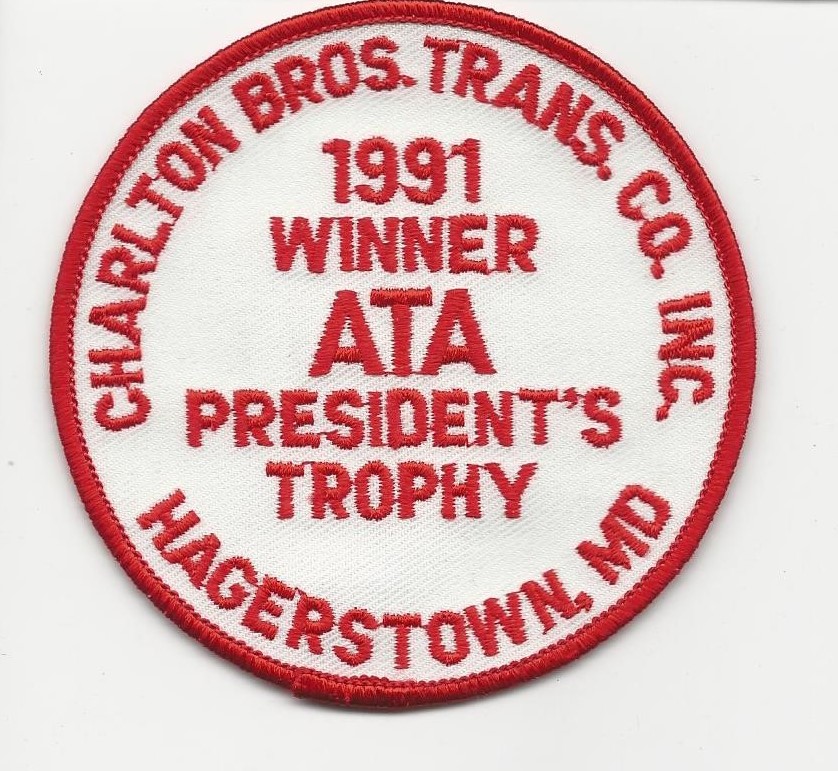 CHARLTON BROS. TRANS. CO. INC.
1991
WINNER
ATA
PRESIDENT'S
TROPHY
HAGERSTOWN, MD